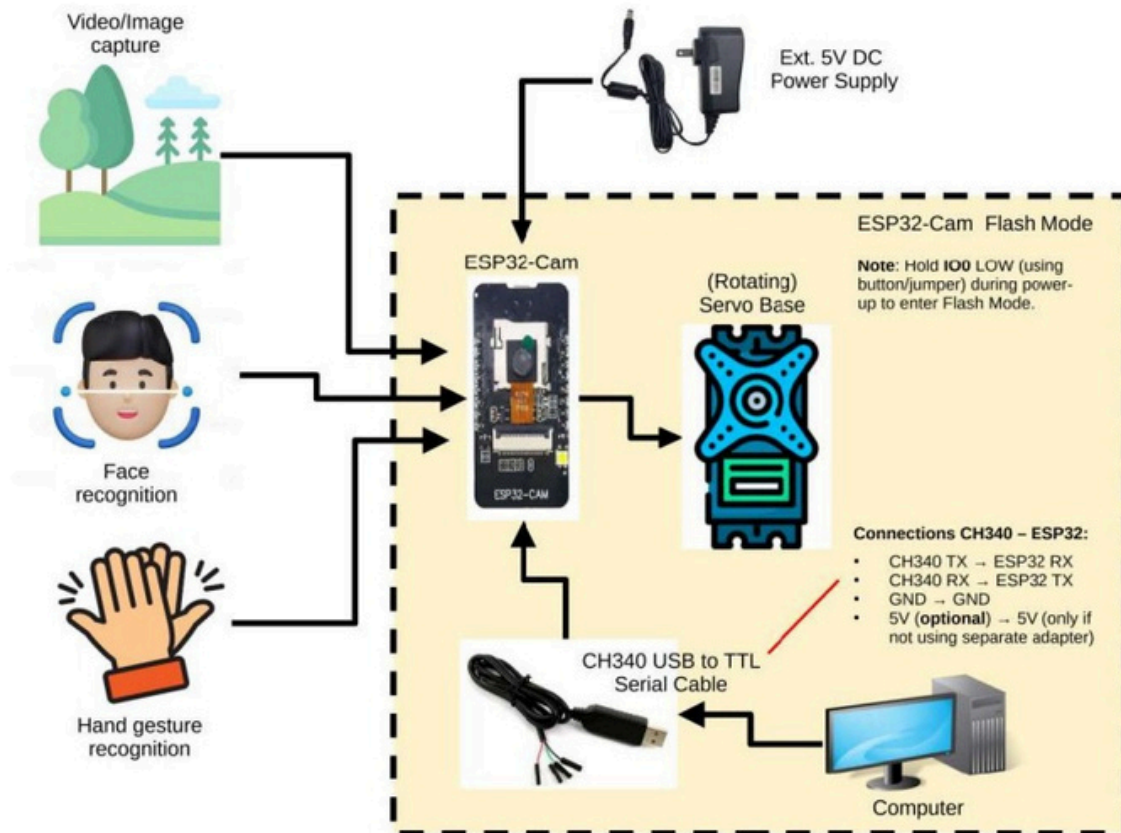 Video/Image
capture
Ext. 5V DC
Power Supply
ESP32-Cam Flash Mode
Note: Hold IO0 LOW (using
button/jumper) during power-
up to enter Flash Mode.
ESP32-Cam
(Rotating)
Servo Base
ESP32-CAM
Face
recognition
Connections CH340 – ESP32:
▪ CH340 TX → ESP32 RX
▪ CH340 RX → ESP32 TX
▪ GND → GND
▪ 5V (optional) → 5V (only if
not using separate adapter)
CH340 USB to TTL
Serial Cable
Hand gesture
recognition
Computer